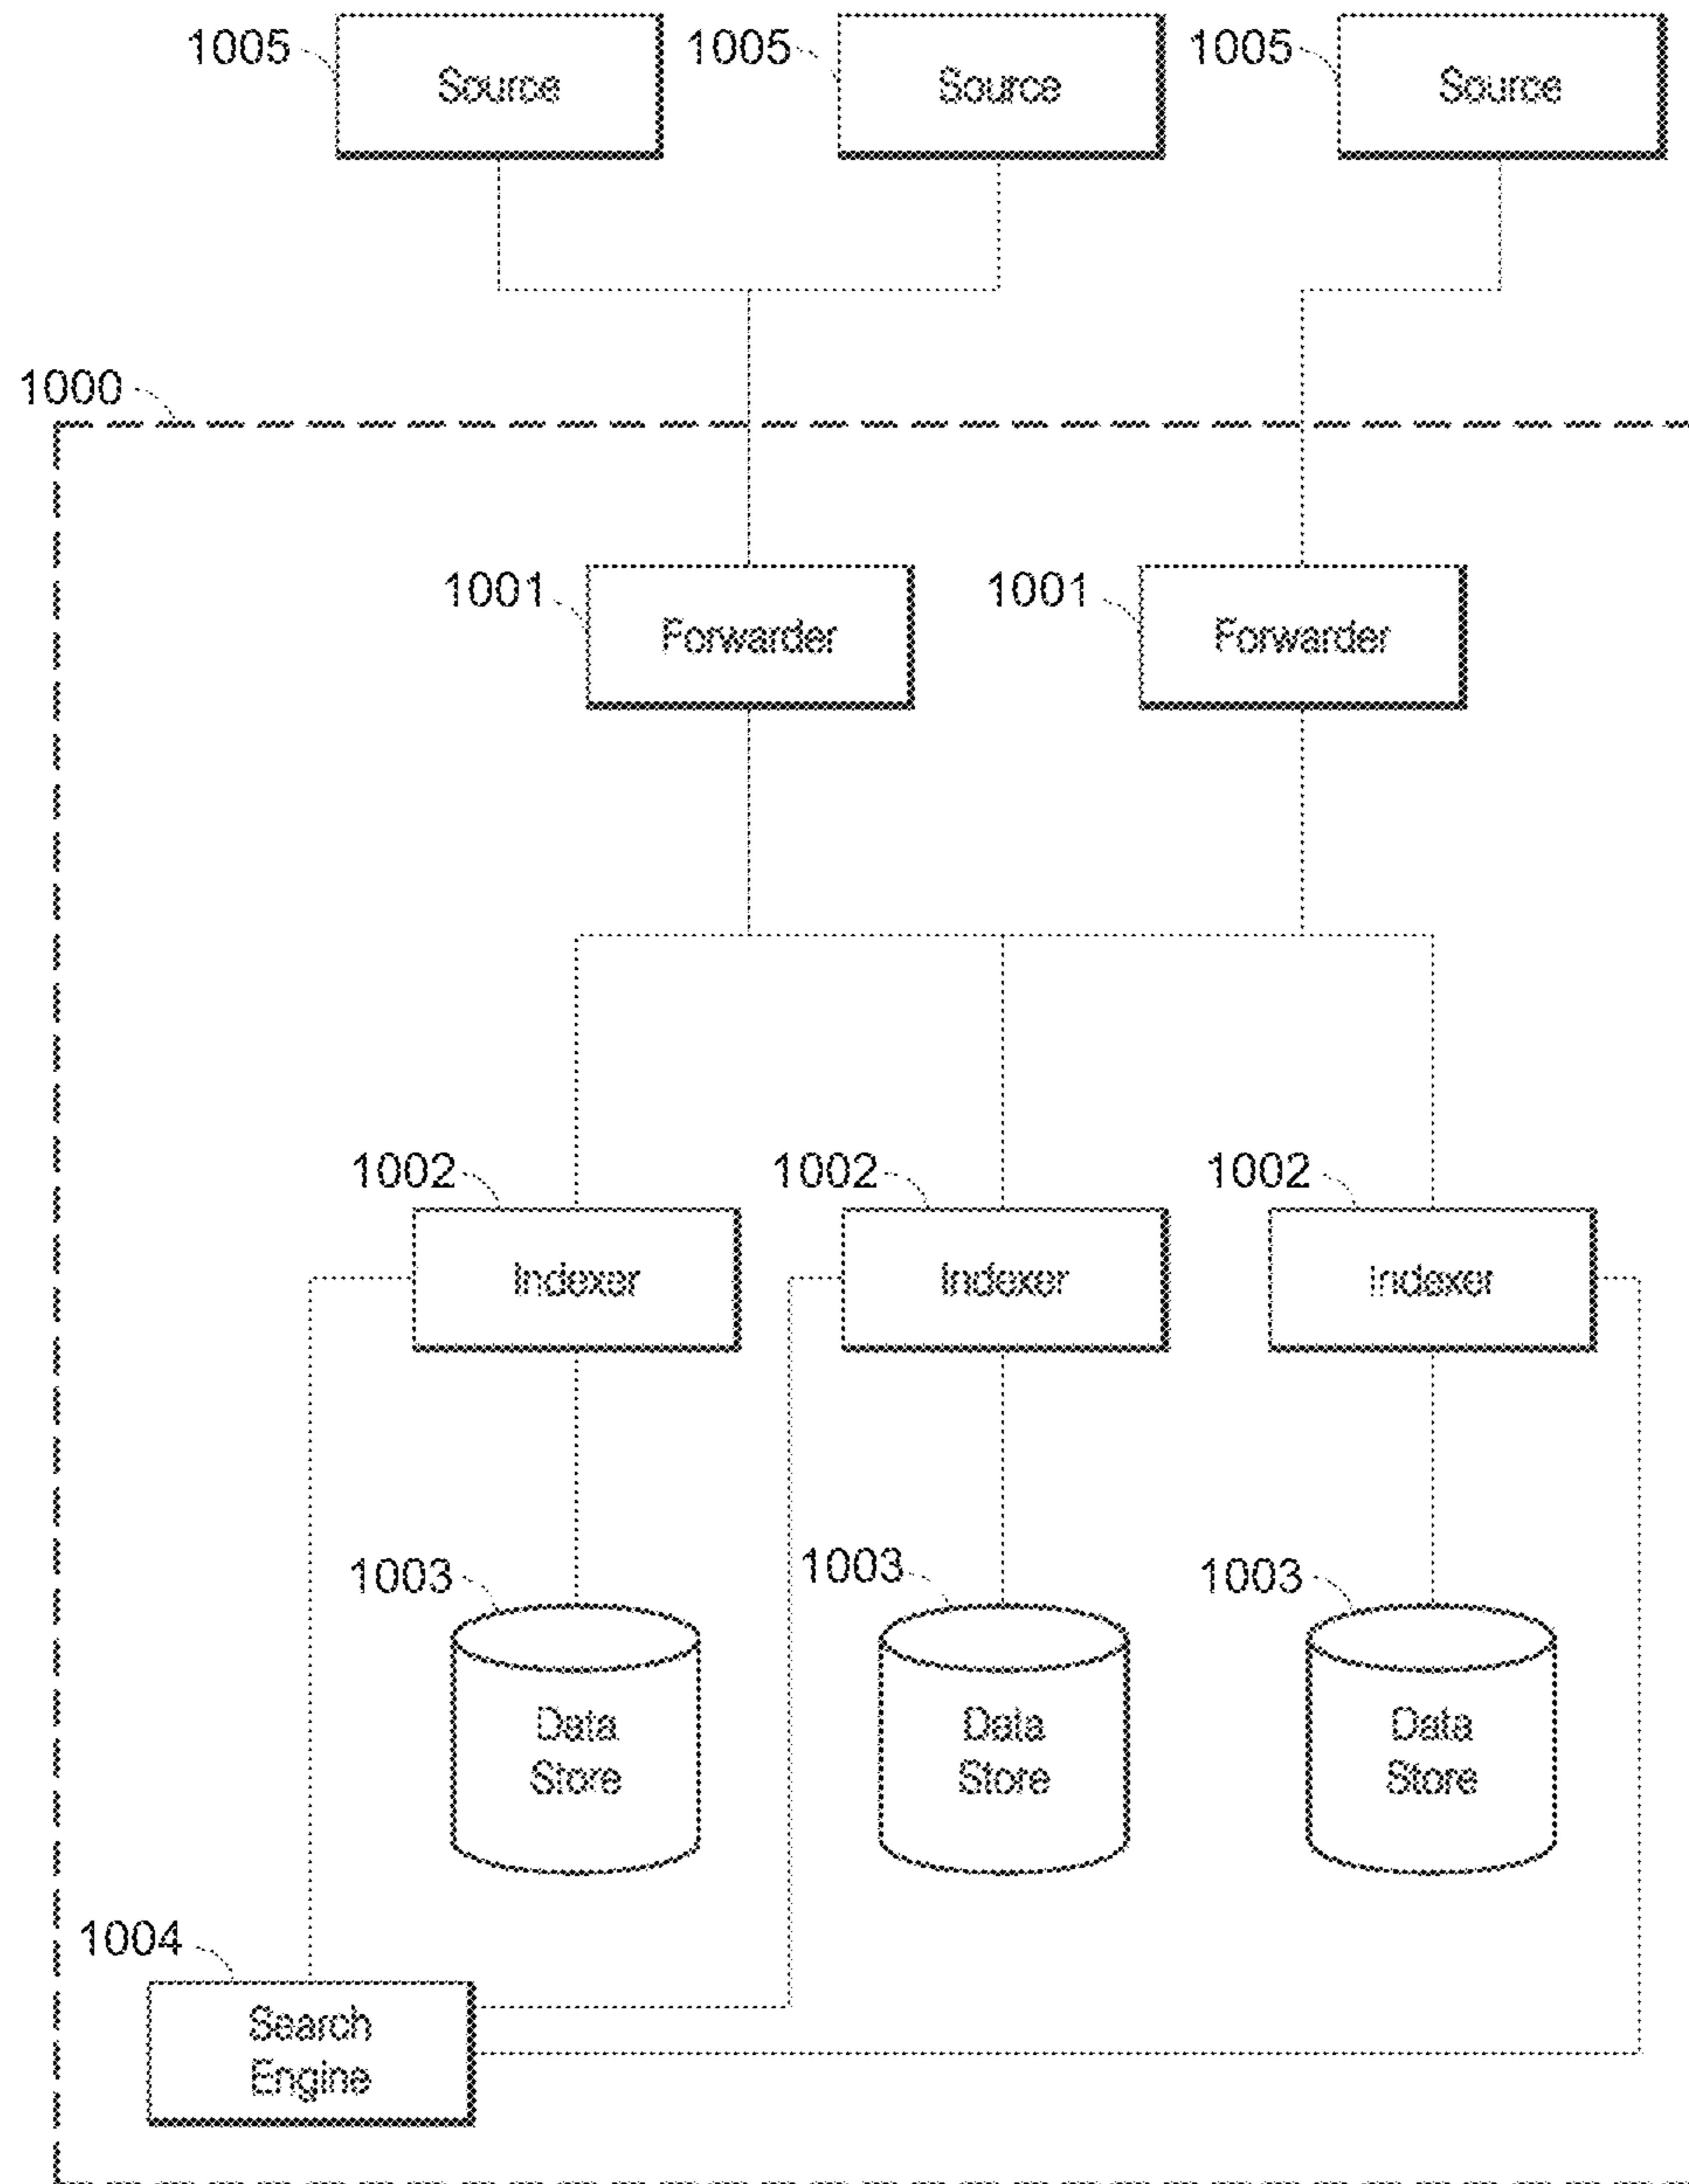 1005
Source
1005
Source
1005
Source
1000
1001
Forwarder
1001
Forwarder
1002
Indexer
1002
Indexer
1002
Indexer
1003
Data
Store
1003
Data
Store
1003
Data
Store
1004
Search
Engine